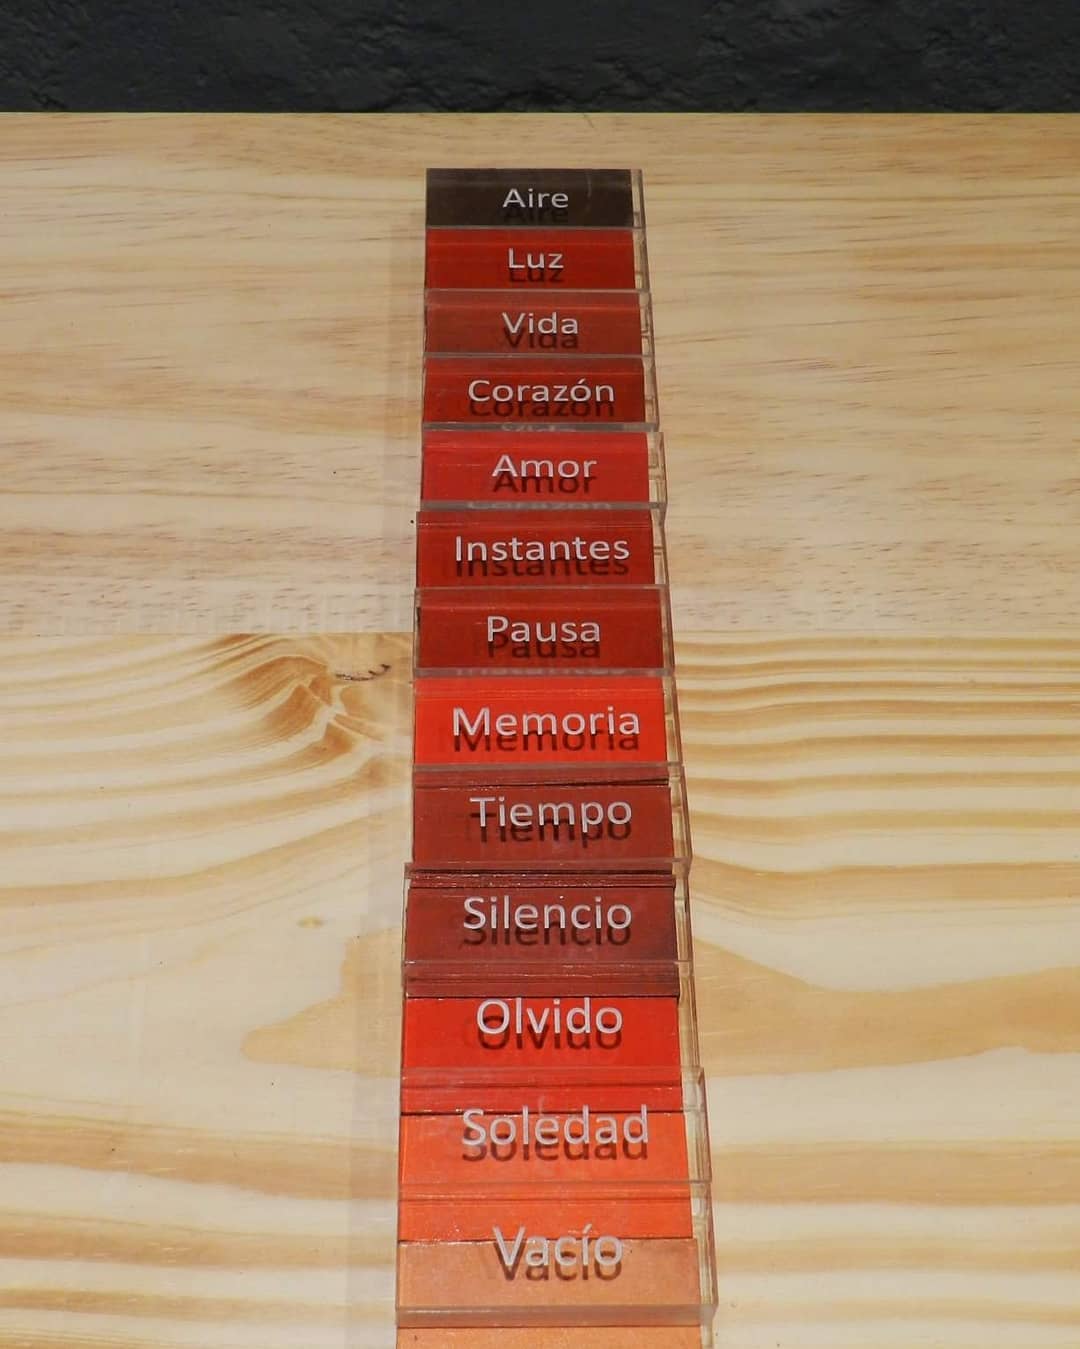 Aire
Luz
Vida
Corazón
Amor
Instantes
Pausa
Memoria
Tiempo
Silencio
Olvido
Soledad
Vacío